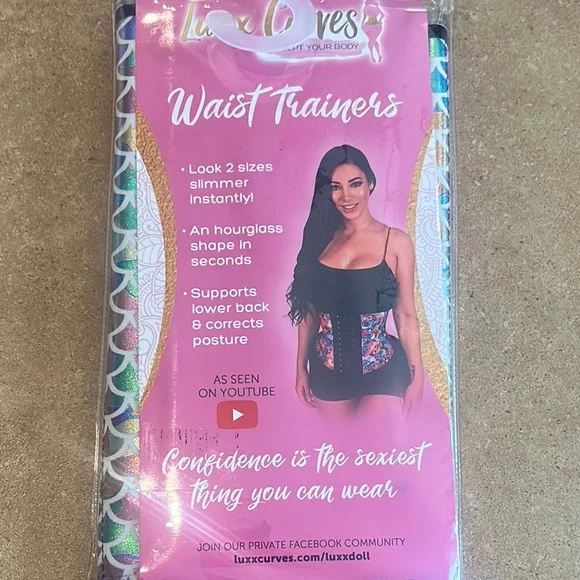 Luxx Curves
YOUR BODY
Waist Trainers
• Look 2 sizes
slimmer
instantly!
• An hourglass
shape in
seconds
• Supports
lower back
& corrects
posture
AS SEEN
ON YOUTUBE
Confidence is the sexiest
thing you can wear
JOIN OUR PRIVATE FACEBOOK COMMUNITY
luxxcurves.com/luxxdoll